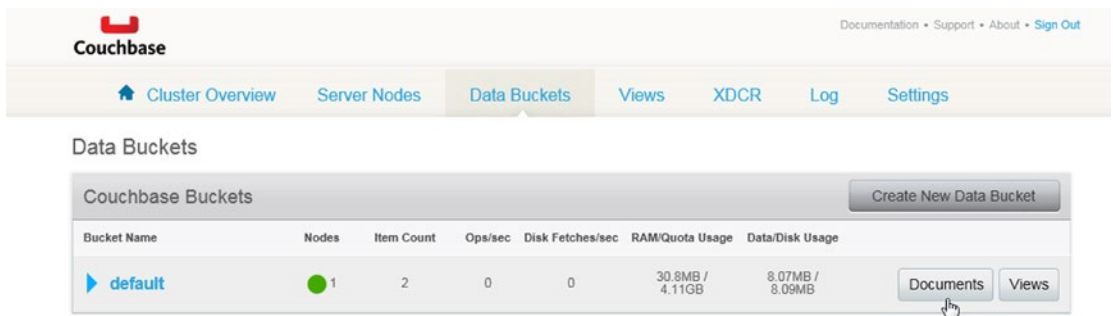 Documentation • Support • About • Sign Out
Couchbase
Cluster Overview Server Nodes Data Buckets Views XDCR Log Settings
Data Buckets
Couchbase Buckets Create New Data Bucket
Bucket Name Nodes Item Count Ops/sec Disk Fetches/sec RAM/Quota Usage Data/Disk Usage
default 1 2 0 0 30.8MB / 4.11GB 8.07MB / 8.09MB Documents Views